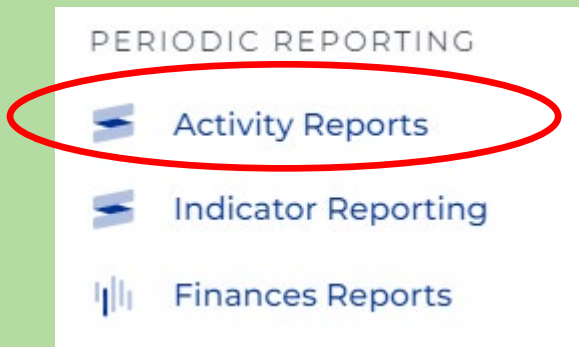 PERIODIC REPORTING
Activity Reports
Indicator Reporting
Finances Reports